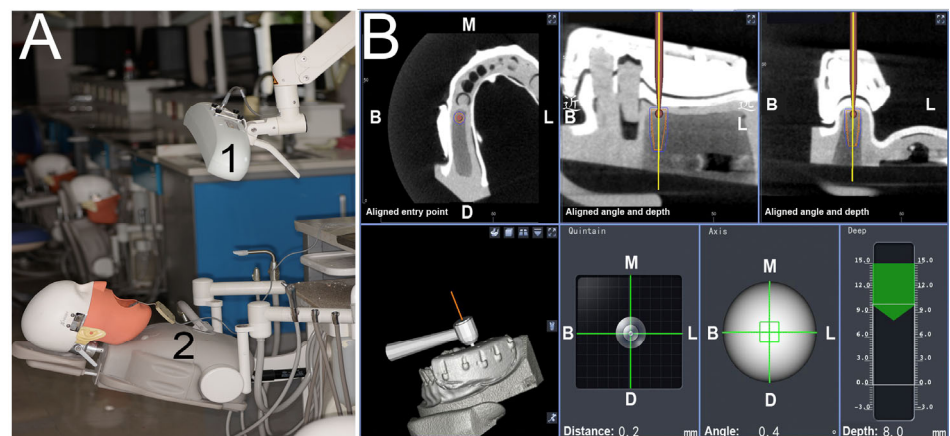 A
1
2
B
M
B
L
D
Aligned entry point
B
L
Aligned angle and depth
B
L
Aligned angle and depth
Quintain
M
B
L
D
Distance: 0.2 mm
Axis
M
B
L
D
Angle: 0.4 °
Deep
15.0 15.0
12.0 12.0
9.0 9.0
6.0 6.0
3.0 3.0
0.0 0.0
-3.0 -3.0
Depth: 8.0 mm